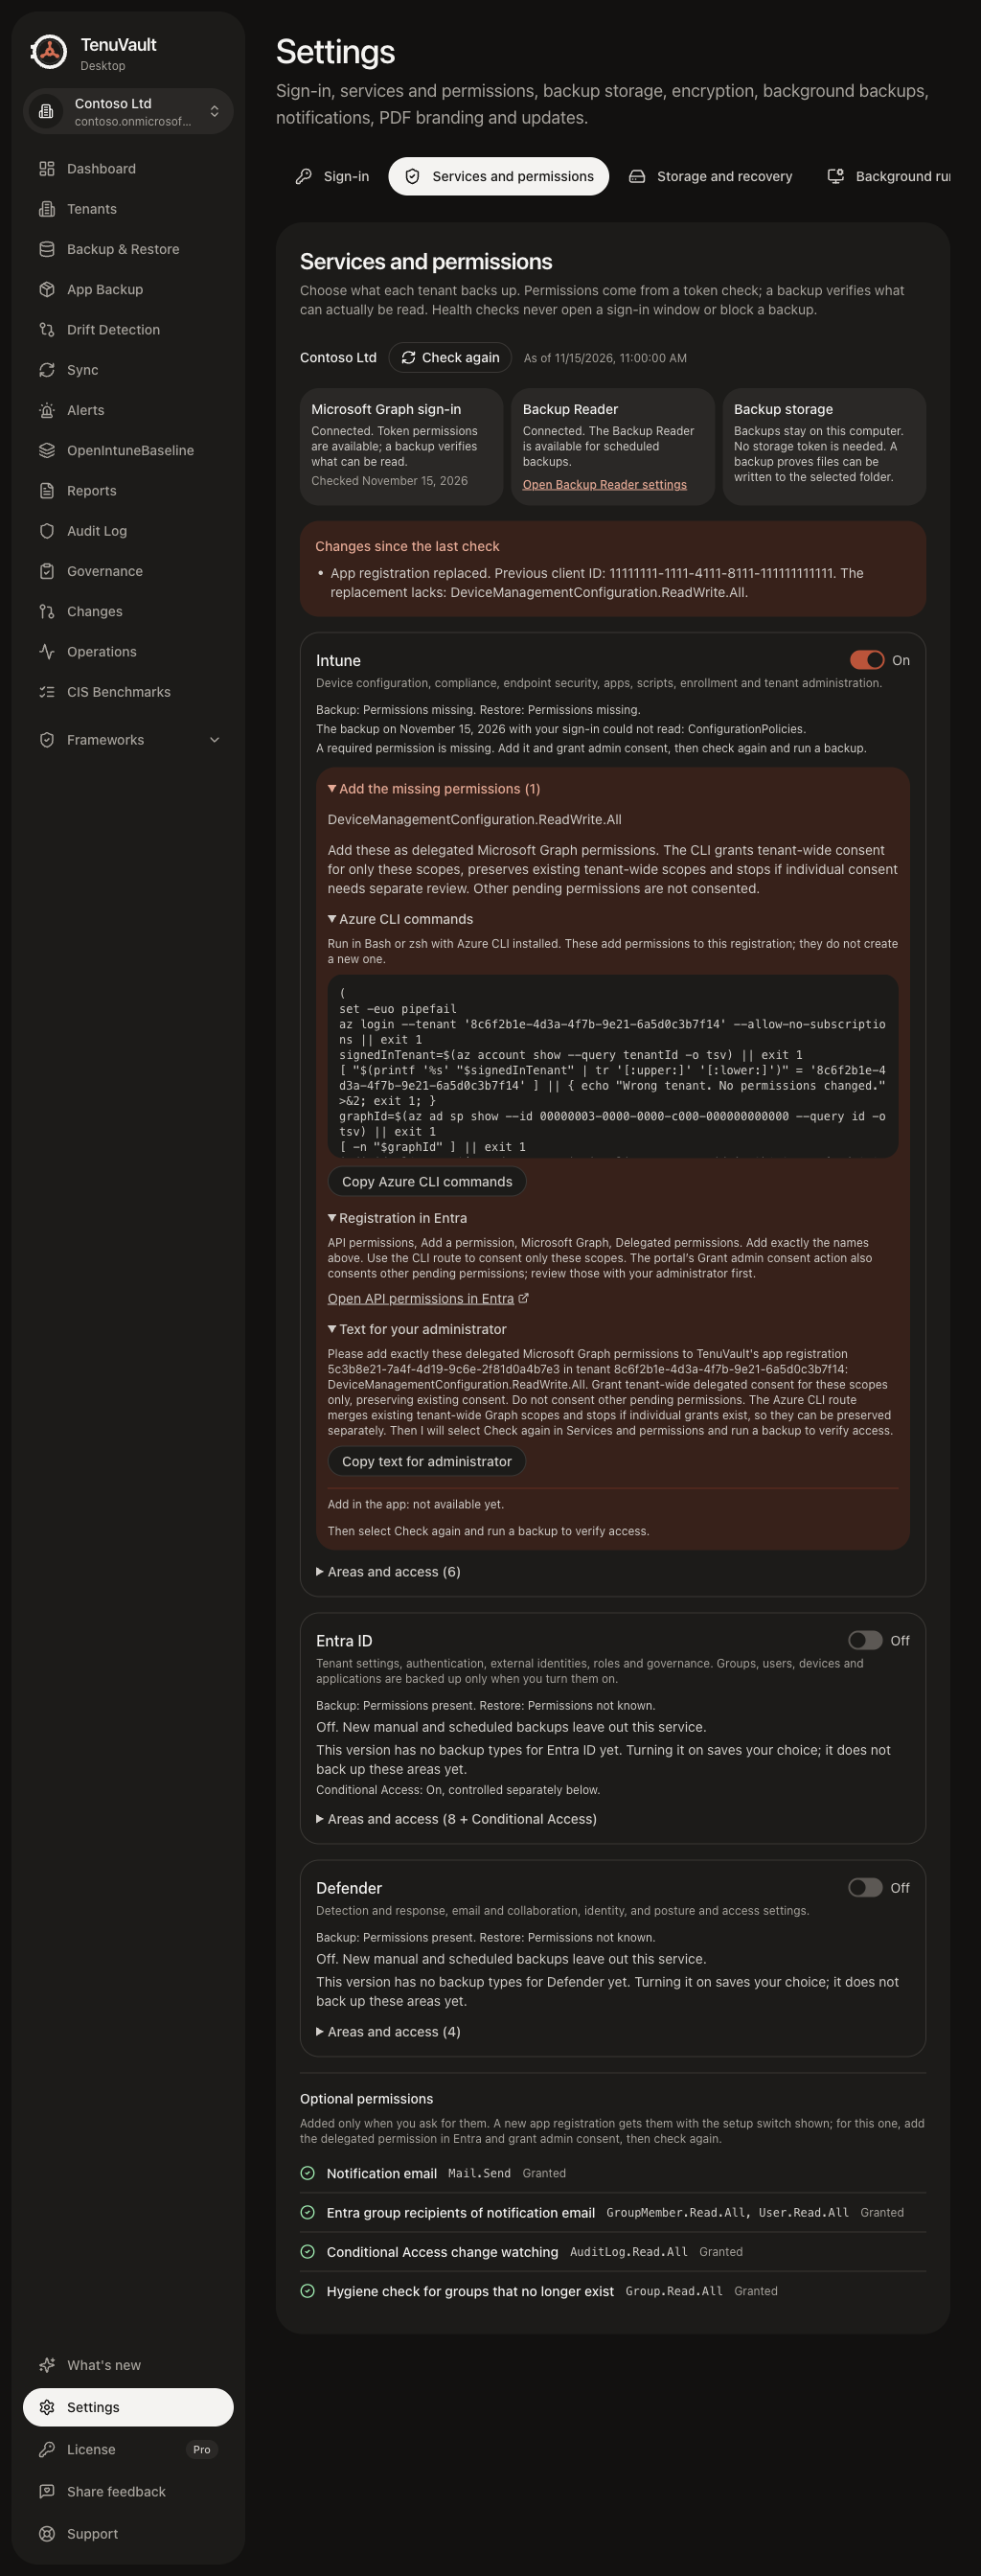 TenuVault
Desktop
Contoso Ltd
contoso.onmicrosof...
Dashboard
Tenants
Backup & Restore
App Backup
Drift Detection
Sync
Alerts
OpenIntuneBaseline
Reports
Audit Log
Governance
Changes
Operations
CIS Benchmarks
Frameworks
What's new
Settings
License
Pro
Share feedback
Support
Settings
Sign-in, services and permissions, backup storage, encryption, background backups,
notifications, PDF branding and updates.
Sign-in
Services and permissions
Storage and recovery
Background ru
Services and permissions
Choose what each tenant backs up. Permissions come from a token check; a backup verifies what
can actually be read. Health checks never open a sign-in window or block a backup.
Contoso Ltd
Check again
As of 11/15/2026, 11:00:00 AM
Microsoft Graph sign-in
Connected. Token permissions
are available; a backup verifies
what can be read.
Checked November 15, 2026
Backup Reader
Connected. The Backup Reader
is available for scheduled
backups.
Open Backup Reader settings
Backup storage
Backups stay on this computer.
No storage token is needed. A
backup proves files can be
written to the selected folder.
Changes since the last check
• App registration replaced. Previous client ID: 11111111-1111-4111-8111-111111111111. The
replacement lacks: DeviceManagementConfiguration.ReadWrite.All.
Intune
On
Device configuration, compliance, endpoint security, apps, scripts, enrollment and tenant administration.
Backup: Permissions missing. Restore: Permissions missing.
The backup on November 15, 2026 with your sign-in could not read: ConfigurationPolicies.
A required permission is missing. Add it and grant admin consent, then check again and run a backup.
Add the missing permissions (1)
DeviceManagementConfiguration.ReadWrite.All
Add these as delegated Microsoft Graph permissions. The CLI grants tenant-wide consent
for only these scopes, preserves existing tenant-wide scopes and stops if individual consent
needs separate review. Other pending permissions are not consented.
Azure CLI commands
Run in Bash or zsh with Azure CLI installed. These add permissions to this registration; they do not create
a new one.
(
set -euo pipefail
az login --tenant '8c6f2b1e-4d3a-4f7b-9e21-6a5d0c3b7f14' --allow-no-subscriptio
ns || exit 1
signedInTenant=$(az account show --query tenantId -o tsv) || exit 1
[ "$(printf '%s' "$signedInTenant" | tr '[:upper:]' '[:lower:]')" = '8c6f2b1e-4
d3a-4f7b-9e21-6a5d0c3b7f14' ] || { echo "Wrong tenant. No permissions changed."
>&2; exit 1; }
graphId=$(az ad sp show --id 00000003-0000-0000-c000-000000000000 --query id -o
tsv) || exit 1
[ -n "$graphId" ] || exit 1
Copy Azure CLI commands
Registration in Entra
API permissions, Add a permission, Microsoft Graph, Delegated permissions. Add exactly the names
above. Use the CLI route to consent only these scopes. The portal's Grant admin consent action also
consents other pending permissions; review those with your administrator first.
Open API permissions in Entra
Text for your administrator
Please add exactly these delegated Microsoft Graph permissions to TenuVault's app registration
5c3b8e21-7a4f-4d19-9c6e-2f81d0a4b7e3 in tenant 8c6f2b1e-4d3a-4f7b-9e21-6a5d0c3b7f14:
DeviceManagementConfiguration.ReadWrite.All. Grant tenant-wide delegated consent for these scopes
only, preserving existing consent. Do not consent other pending permissions. The Azure CLI route
merges existing tenant-wide Graph scopes and stops if individual grants exist, so they can be preserved
separately. Then I will select Check again in Services and permissions and run a backup to verify access.
Copy text for administrator
Add in the app: not available yet.
Then select Check again and run a backup to verify access.
Areas and access (6)
Entra ID
Off
Tenant settings, authentication, external identities, roles and governance. Groups, users, devices and
applications are backed up only when you turn them on.
Backup: Permissions present. Restore: Permissions not known.
Off. New manual and scheduled backups leave out this service.
This version has no backup types for Entra ID yet. Turning it on saves your choice; it does not
back up these areas yet.
Conditional Access: On, controlled separately below.
Areas and access (8 + Conditional Access)
Defender
Off
Detection and response, email and collaboration, identity, and posture and access settings.
Backup: Permissions present. Restore: Permissions not known.
Off. New manual and scheduled backups leave out this service.
This version has no backup types for Defender yet. Turning it on saves your choice; it does not
back up these areas yet.
Areas and access (4)
Optional permissions
Added only when you ask for them. A new app registration gets them with the setup switch shown; for this one, add
the delegated permission in Entra and grant admin consent, then check again.
Notification email Mail.Send Granted
Entra group recipients of notification email GroupMember.Read.All, User.Read.All Granted
Conditional Access change watching AuditLog.Read.All Granted
Hygiene check for groups that no longer exist Group.Read.All Granted